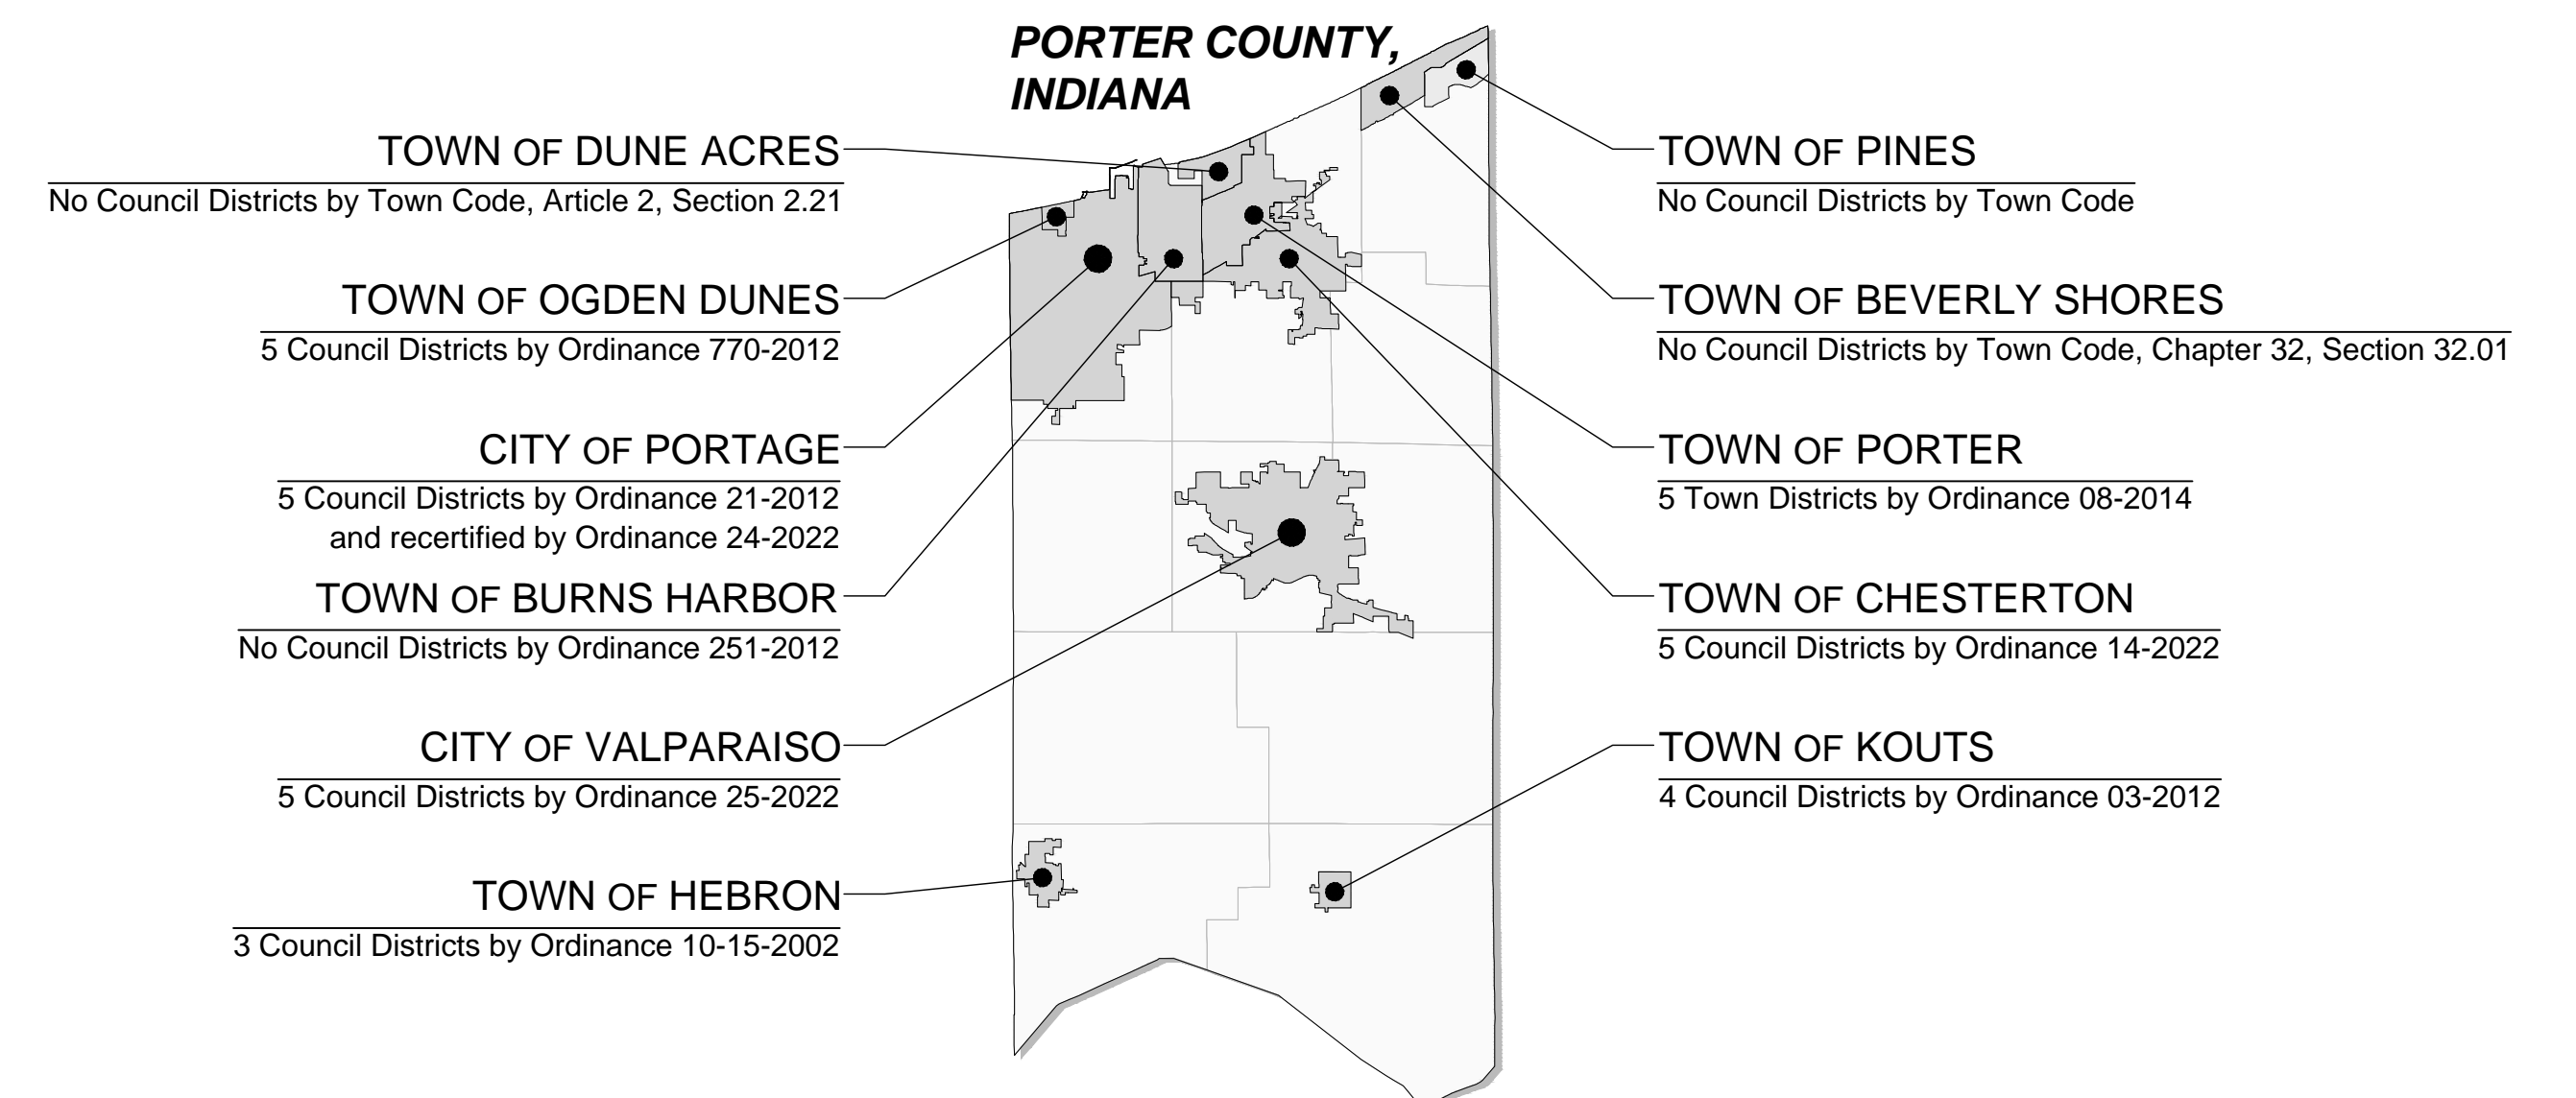 PORTER COUNTY,
INDIANA
TOWN OF DUNE ACRES
No Council Districts by Town Code, Article 2, Section 2.21
TOWN OF OGDEN DUNES
5 Council Districts by Ordinance 770-2012
CITY OF PORTAGE
5 Council Districts by Ordinance 21-2012
and recertified by Ordinance 24-2022
TOWN OF BURNS HARBOR
No Council Districts by Ordinance 251-2012
CITY OF VALPARAISO
5 Council Districts by Ordinance 25-2022
TOWN OF HEBRON
3 Council Districts by Ordinance 10-15-2002
TOWN OF PINES
No Council Districts by Town Code
TOWN OF BEVERLY SHORES
No Council Districts by Town Code, Chapter 32, Section 32.01
TOWN OF PORTER
5 Town Districts by Ordinance 08-2014
TOWN OF CHESTERTON
5 Council Districts by Ordinance 14-2022
TOWN OF KOUTS
4 Council Districts by Ordinance 03-2012